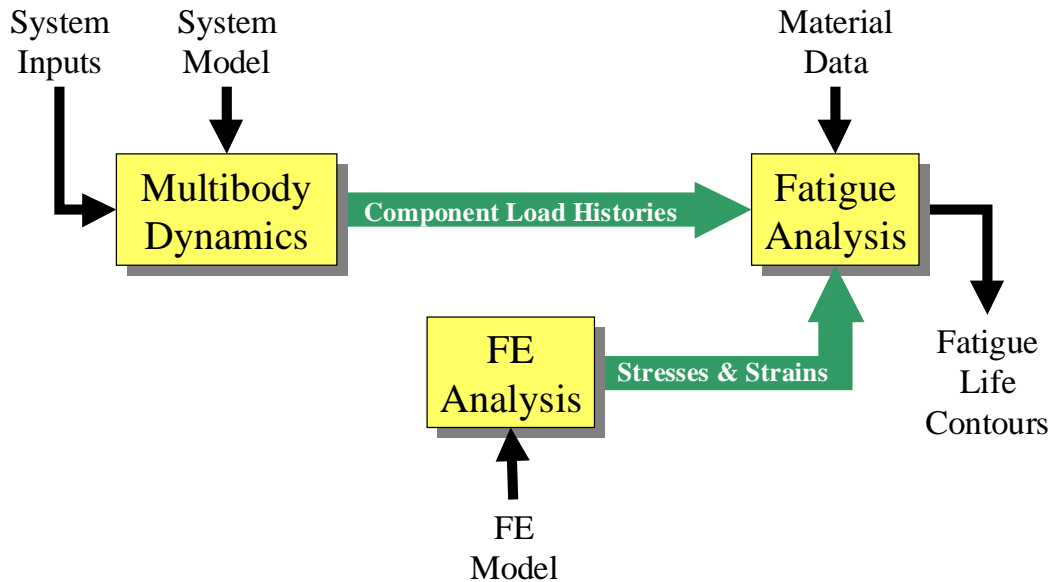 System
Inputs
System
Model
Material
Data
Multibody
Dynamics
Component Load Histories
Fatigue
Analysis
FE
Analysis
Stresses & Strains
Fatigue
Life
Contours
FE
Model